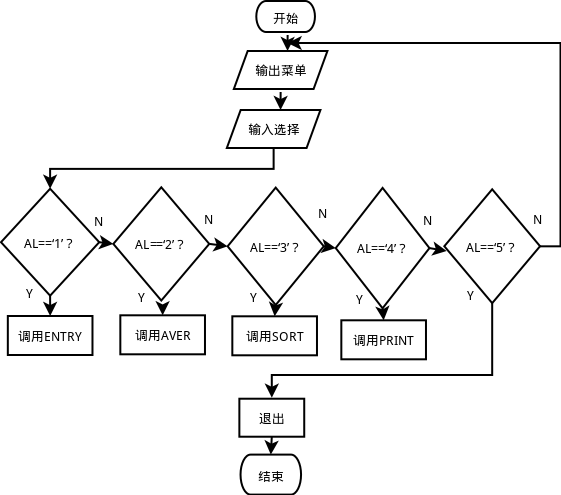 开始
输出菜单
输入选择
AL==‘1’ ?
N
AL==‘2’ ?
N
AL==‘3’ ?
N
AL==‘4’ ?
N
AL==‘5’ ?
N
Y
Y
Y
Y
Y
调用ENTRY
调用AVER
调用SORT
调用PRINT
退出
结束